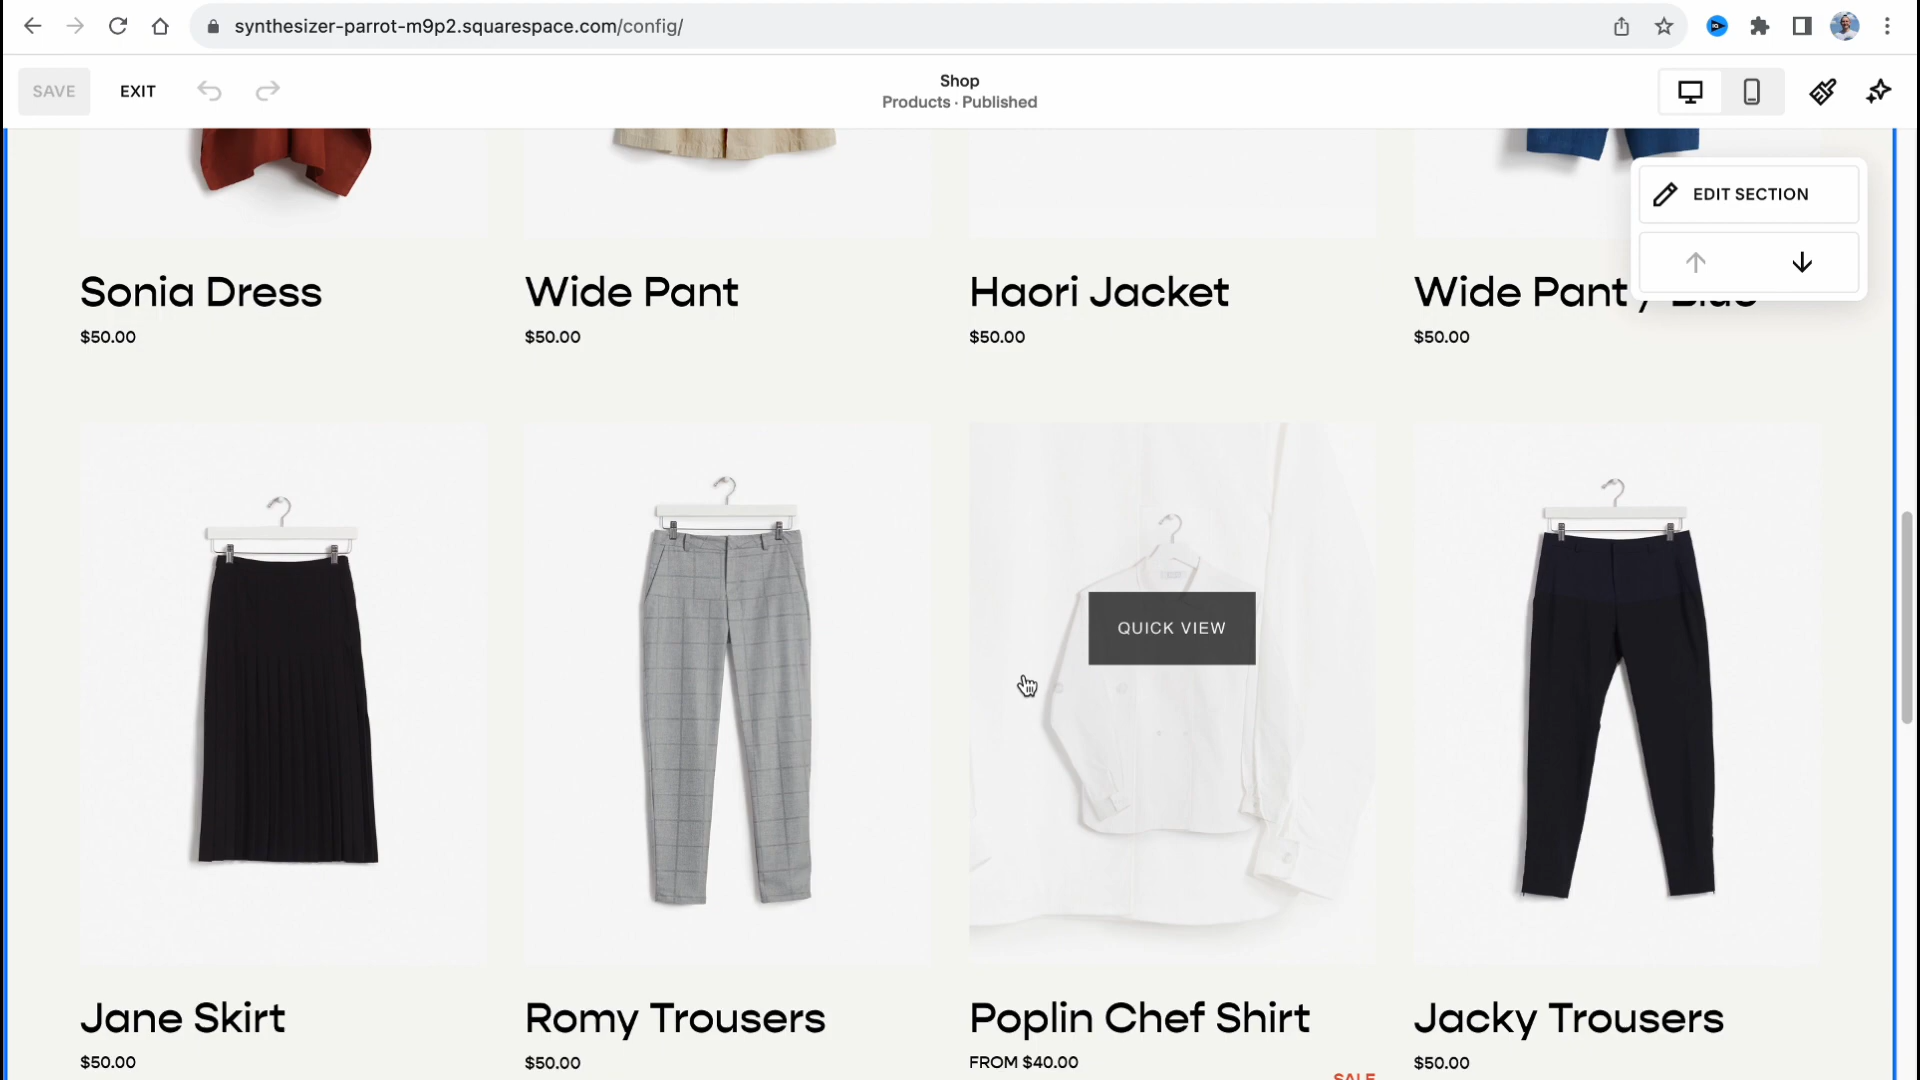 synthesizer-parrot-m9p2.squarespace.com/config/
SAVE
EXIT
Shop
Products · Published
EDIT SECTION
Sonia Dress
$50.00
Wide Pant
$50.00
Haori Jacket
$50.00
Wide Pant / Blue
$50.00
QUICK VIEW
Jane Skirt
$50.00
Romy Trousers
$50.00
Poplin Chef Shirt
FROM $40.00
SALE
Jacky Trousers
$50.00